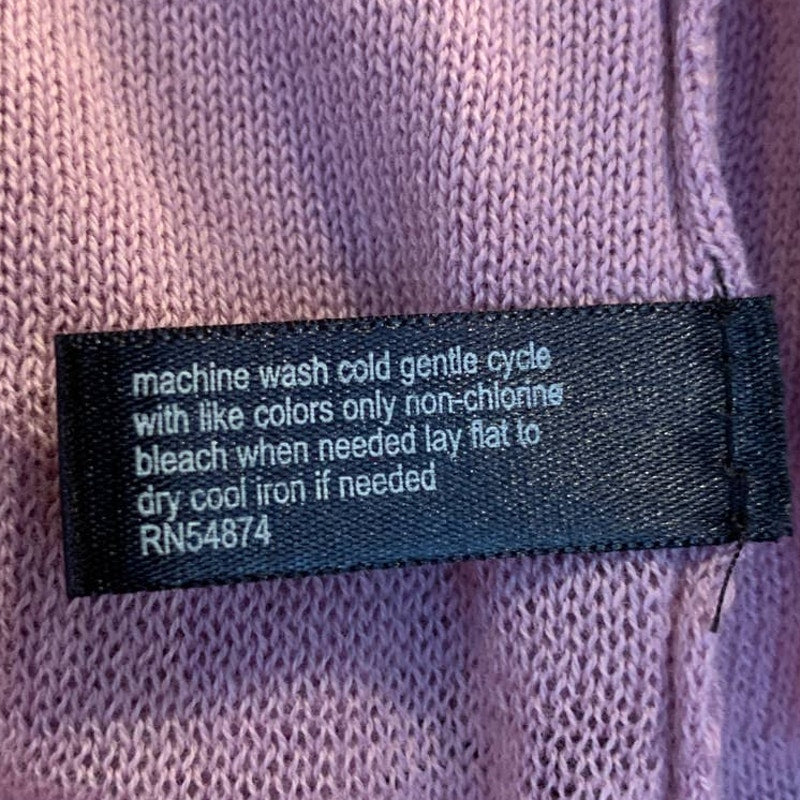 machine wash cold gentle cycle
with like colors only non-chlorine
bleach when needed lay flat to
dry cool iron if needed
RN54874